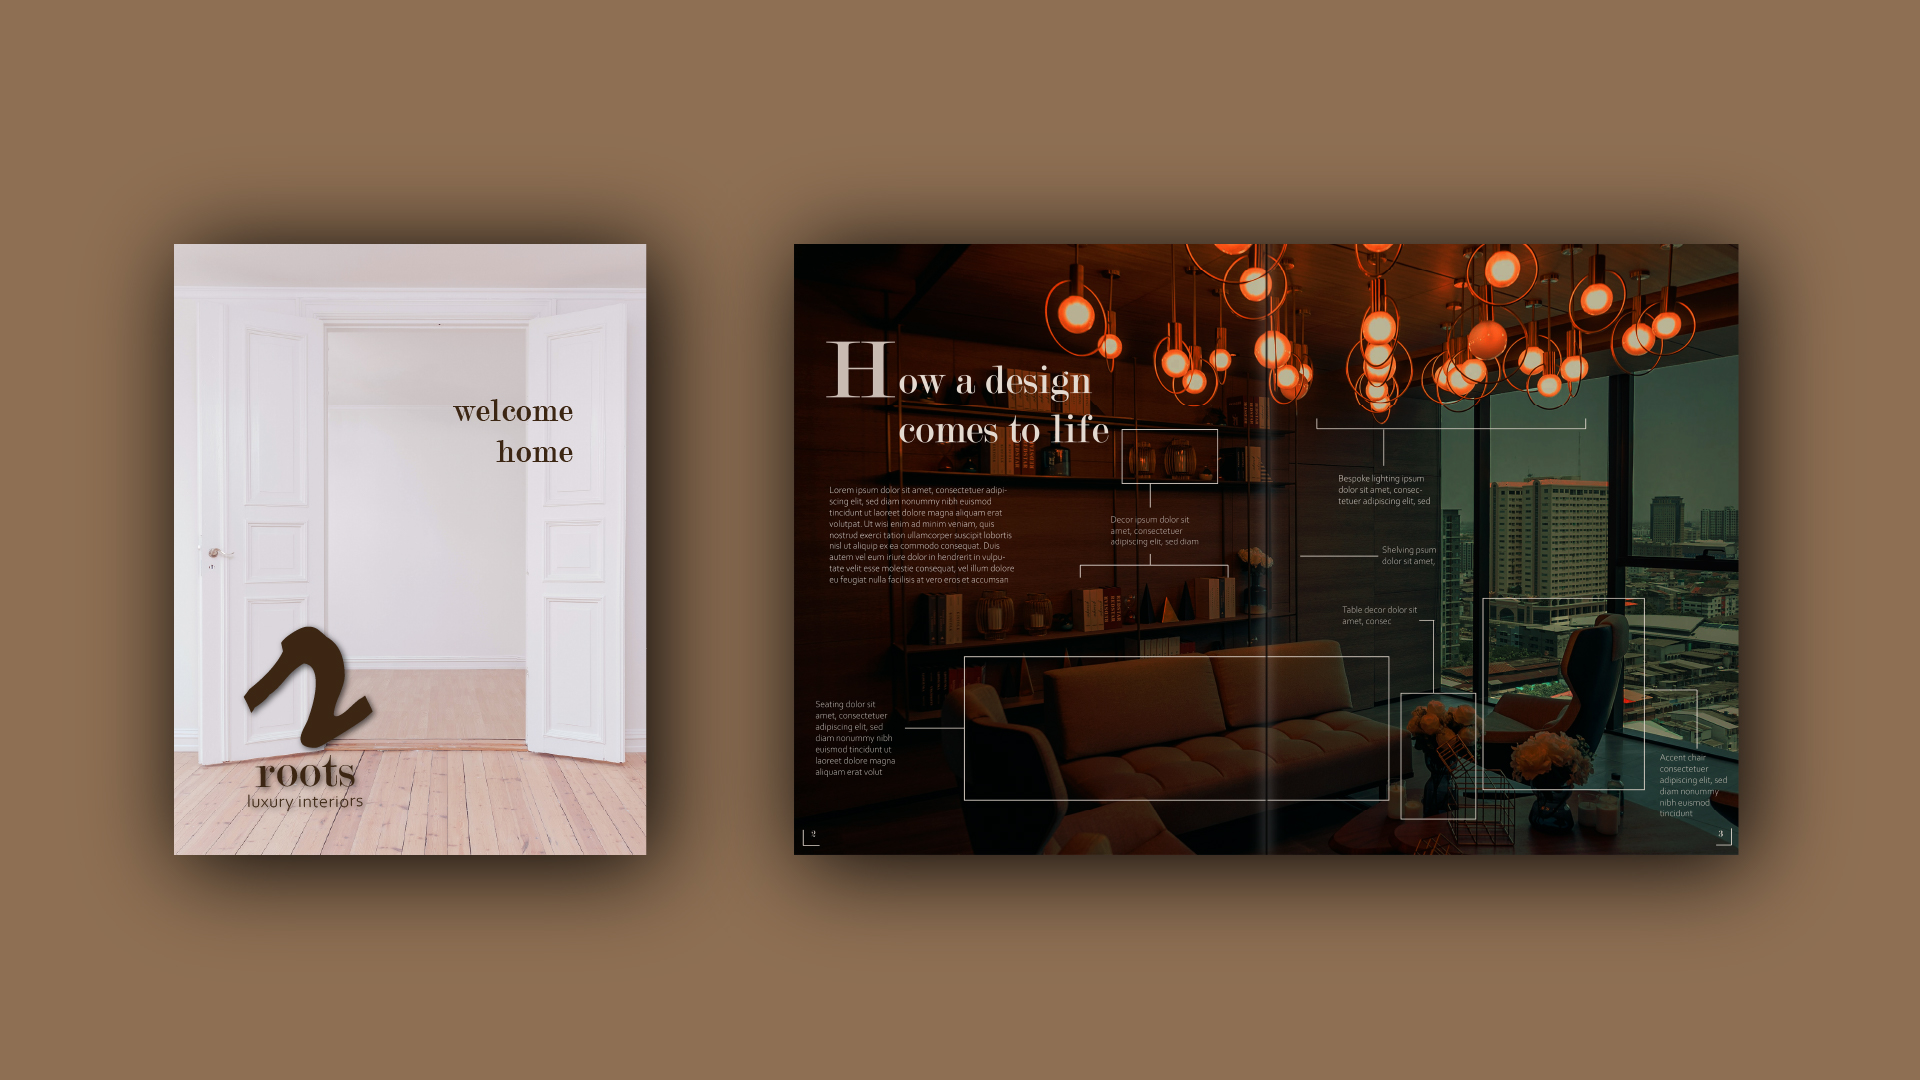 welcome
home
roots
luxury interiors
How a design
comes to life
Lorem ipsum dolor sit amet, consectetuer adipi-
scing elit, sed diam nonummy nibh euismod
tincidunt ut laoreet dolore magna aliquam erat
volutpat. Ut wisi enim ad minim veniam, quis
nostrud exerci tation ullamcorper suscipit lobortis
nisl ut aliquip ex ea commodo consequat. Duis
autem vel eum iriure dolor in hendrerit in vulpu-
tate velit esse molestie consequat, vel illum dolore
eu feugiat nulla facilisis at vero eros et accumsan
Decor ipsum dolor sit
amet, consectetuer
adipiscing elit, sed diam
Seating dolor sit
amet, consectetuer
adipiscing elit, sed
diam nonummy nibh
euismod tincidunt ut
laoreet dolore magna
aliquam erat volut
2
Bespoke lighting ipsum
dolor sit amet, consec-
tetuer adipiscing elit, sed
Shelving psum
dolor sit amet,
Table decor dolor sit
amet, consec
Accent chair
consectetuer
adipiscing elit, sed
diam nonummy
nibh euismod
tincidunt
3